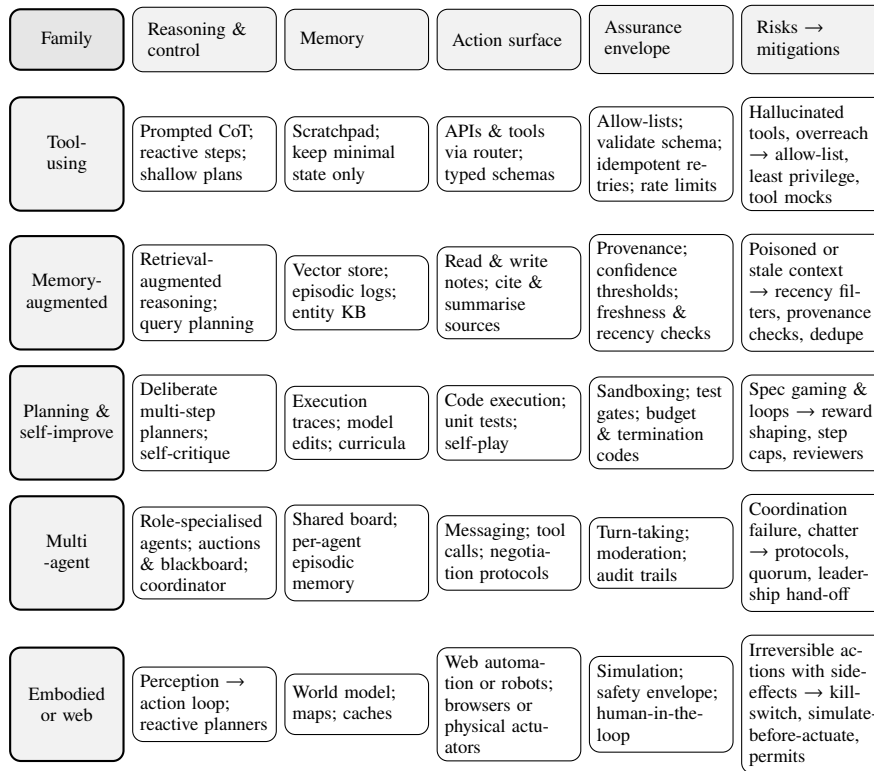 Family
Reasoning &
control
Memory
Action surface
Assurance
envelope
Risks →
mitigations
Tool-
using
Prompted CoT;
reactive steps;
shallow plans
Scratchpad;
keep minimal
state only
APIs & tools
via router;
typed schemas
Allow-lists;
validate schema;
idempotent re-
tries; rate limits
Hallucinated
tools, overreach
→ allow-list,
least privilege,
tool mocks
Memory-
augmented
Retrieval-
augmented
reasoning;
query planning
Vector store;
episodic logs;
entity KB
Read & write
notes; cite &
summarise
sources
Provenance;
confidence
thresholds;
freshness &
recency checks
Poisoned or
stale context
→ recency fil-
ters, provenance
checks, dedupe
Planning &
self-improve
Deliberate
multi-step
planners;
self-critique
Execution
traces; model
edits; curricula
Code execution;
unit tests;
self-play
Sandboxing; test
gates; budget
& termination
codes
Spec gaming &
loops → reward
shaping, step
caps, reviewers
Multi
-agent
Role-specialised
agents; auctions
& blackboard;
coordinator
Shared board;
per-agent
episodic
memory
Messaging; tool
calls; negotia-
tion protocols
Turn-taking;
moderation;
audit trails
Coordination
failure, chatter
→ protocols,
quorum, leader-
ship hand-off
Embodied
or web
Perception →
action loop;
reactive planners
World model;
maps; caches
Web automa-
tion or robots;
browsers or
physical actu-
ators
Simulation;
safety envelope;
human-in-the-
loop
Irreversible ac-
tions with side-
effects → kill-
switch, simulate-
before-actuate,
permits